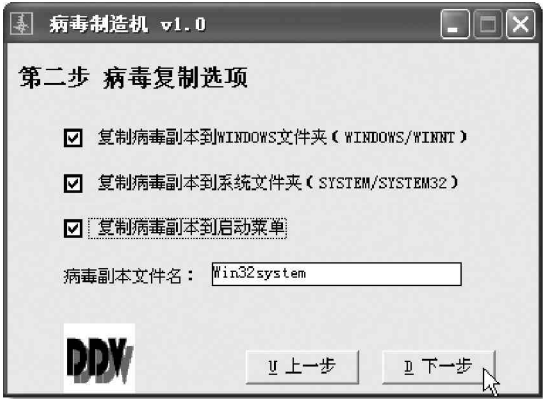 病毒制造机 v1.0
第二步 病毒复制选项
复制病毒副本到WINDOWS文件夹(WINDOWS/WINNT)
复制病毒副本到系统文件夹(SYSTEM/SYSTEM32)
复制病毒副本到启动菜单
病毒副本文件名: Win32system
DDV
U 上一步 D 下一步